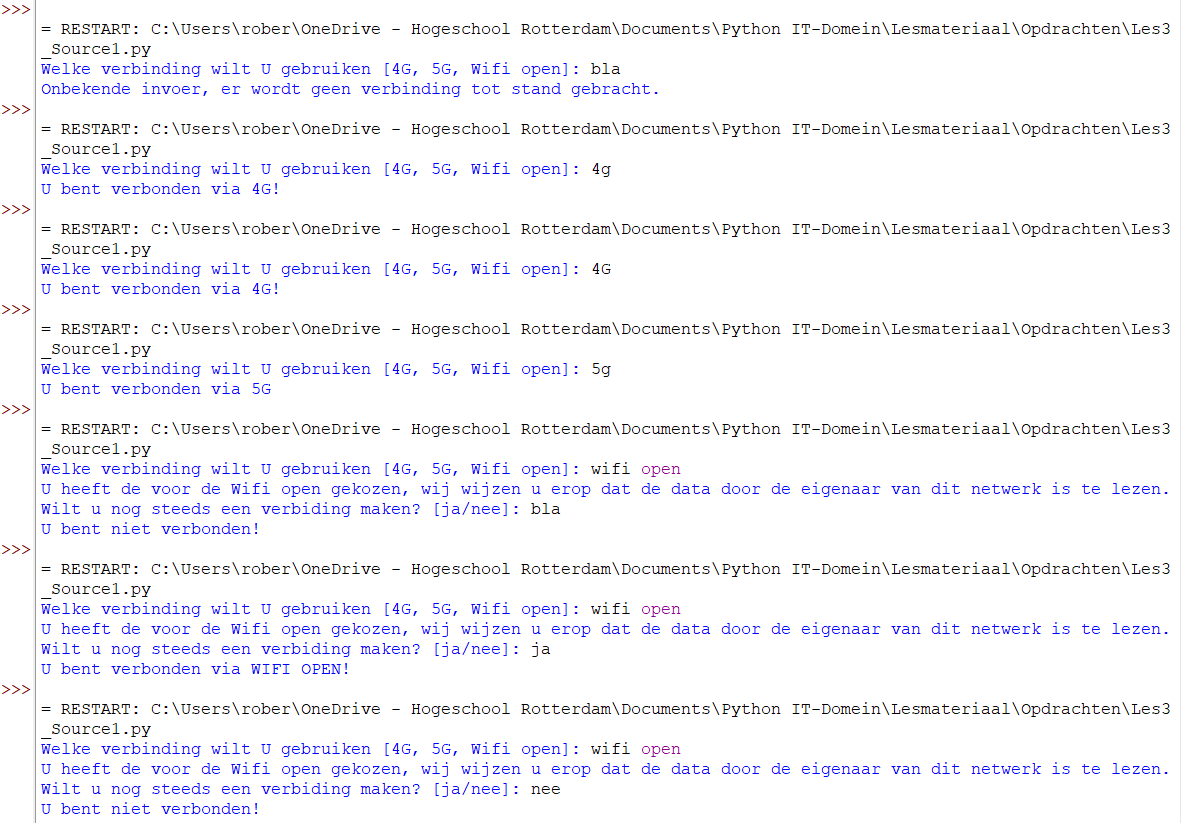 >>>
= RESTART: C:\Users\rober\OneDrive - Hogeschool Rotterdam\Documents\Python IT-Domein\Lesmateriaal\Opdrachten\Les3
_Source1.py
Welke verbinding wilt U gebruiken [4G, 5G, Wifi open]: bla
Onbekende invoer, er wordt geen verbinding tot stand gebracht.
>>>
= RESTART: C:\Users\rober\OneDrive - Hogeschool Rotterdam\Documents\Python IT-Domein\Lesmateriaal\Opdrachten\Les3
_Source1.py
Welke verbinding wilt U gebruiken [4G, 5G, Wifi open]: 4g
U bent verbonden via 4G!
>>>
= RESTART: C:\Users\rober\OneDrive - Hogeschool Rotterdam\Documents\Python IT-Domein\Lesmateriaal\Opdrachten\Les3
_Source1.py
Welke verbinding wilt U gebruiken [4G, 5G, Wifi open]: 4G
U bent verbonden via 4G!
>>>
= RESTART: C:\Users\rober\OneDrive - Hogeschool Rotterdam\Documents\Python IT-Domein\Lesmateriaal\Opdrachten\Les3
_Source1.py
Welke verbinding wilt U gebruiken [4G, 5G, Wifi open]: 5g
U bent verbonden via 5G
>>>
= RESTART: C:\Users\rober\OneDrive - Hogeschool Rotterdam\Documents\Python IT-Domein\Lesmateriaal\Opdrachten\Les3
_Source1.py
Welke verbinding wilt U gebruiken [4G, 5G, Wifi open]: wifi open
U heeft de voor de Wifi open gekozen, wij wijzen u erop dat de data door de eigenaar van dit netwerk is te lezen.
Wilt u nog steeds een verbiding maken? [ja/nee]: bla
U bent niet verbonden!
>>>
= RESTART: C:\Users\rober\OneDrive - Hogeschool Rotterdam\Documents\Python IT-Domein\Lesmateriaal\Opdrachten\Les3
_Source1.py
Welke verbinding wilt U gebruiken [4G, 5G, Wifi open]: wifi open
U heeft de voor de Wifi open gekozen, wij wijzen u erop dat de data door de eigenaar van dit netwerk is te lezen.
Wilt u nog steeds een verbiding maken? [ja/nee]: ja
U bent verbonden via WIFI OPEN!
>>>
= RESTART: C:\Users\rober\OneDrive - Hogeschool Rotterdam\Documents\Python IT-Domein\Lesmateriaal\Opdrachten\Les3
_Source1.py
Welke verbinding wilt U gebruiken [4G, 5G, Wifi open]: wifi open
U heeft de voor de Wifi open gekozen, wij wijzen u erop dat de data door de eigenaar van dit netwerk is te lezen.
Wilt u nog steeds een verbiding maken? [ja/nee]: nee
U bent niet verbonden!